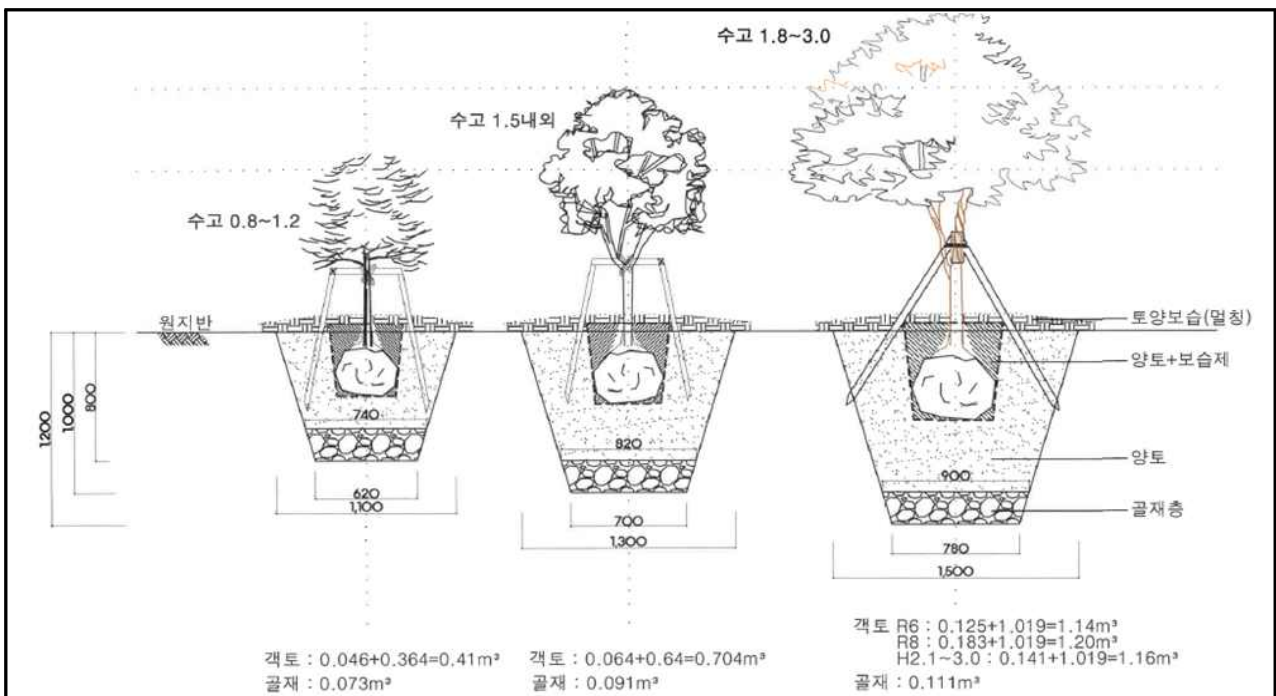 수고 1.8~3.0
수고 1.5내외
수고 0.8~1.2
원지반
토양보습(멀칭)
양토+보습제
양토
골재층
1,200
1,000
800
740
620
1,100
820
700
1,300
900
780
1,500
객토 : 0.046+0.364=0.41m³
골재 : 0.073m³
객토 : 0.064+0.64=0.704m³
골재 : 0.091m³
객토 R6 : 0.125+1.019=1.14m³
R8 : 0.183+1.019=1.20m³
H2.1~3.0 : 0.141+1.019=1.16m³
골재 : 0.111m³